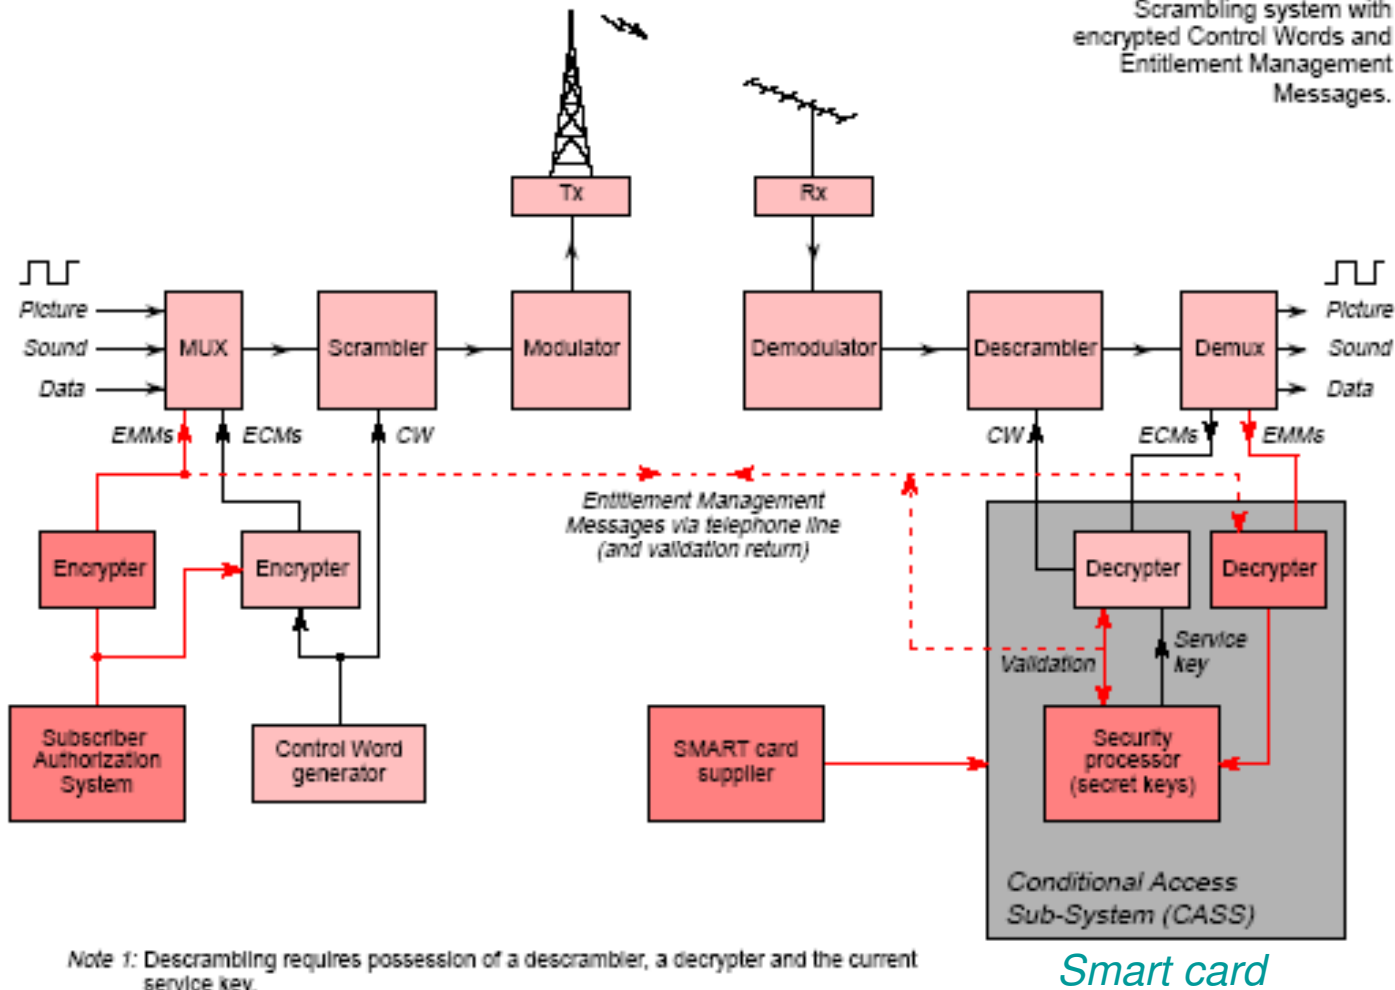 Scrambling system with
encrypted Control Words and
Entitlement Management
Messages.
Tx
Rx
Picture
Sound
Data
MUX
Scrambler
Modulator
Demodulator
Descrambler
Demux
Picture
Sound
Data
EMMs
ECMs
CW
CW
ECMs
EMMs
Entitlement Management
Messages via telephone line
(and validation return)
Encrypter
Encrypter
Decrypter
Decrypter
Validation
Service
key
Subscriber
Authorization
System
Control Word
generator
SMART card
supplier
Security
processor
(secret keys)
Conditional Access
Sub-System (CASS)
Note 1: Descrambling requires possession of a descrambler, a decrypter and the current
service key.
Smart card